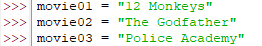 >>> movie01 = "12 Monkeys"
>>> movie02 = "The Godfather"
>>> movie03 = "Police Academy"